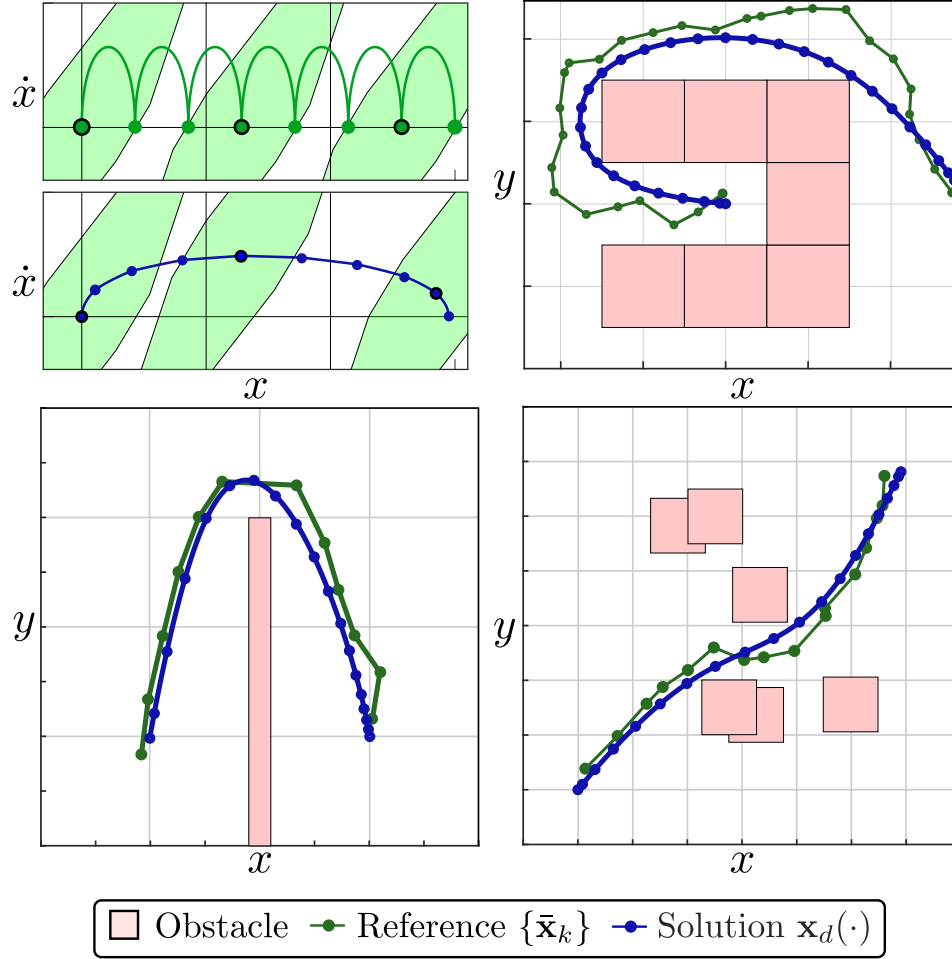 ẋ
ẋ
x
y
x
y
x
y
x
Obstacle Reference {x̄ₖ} Solution x_d(·)